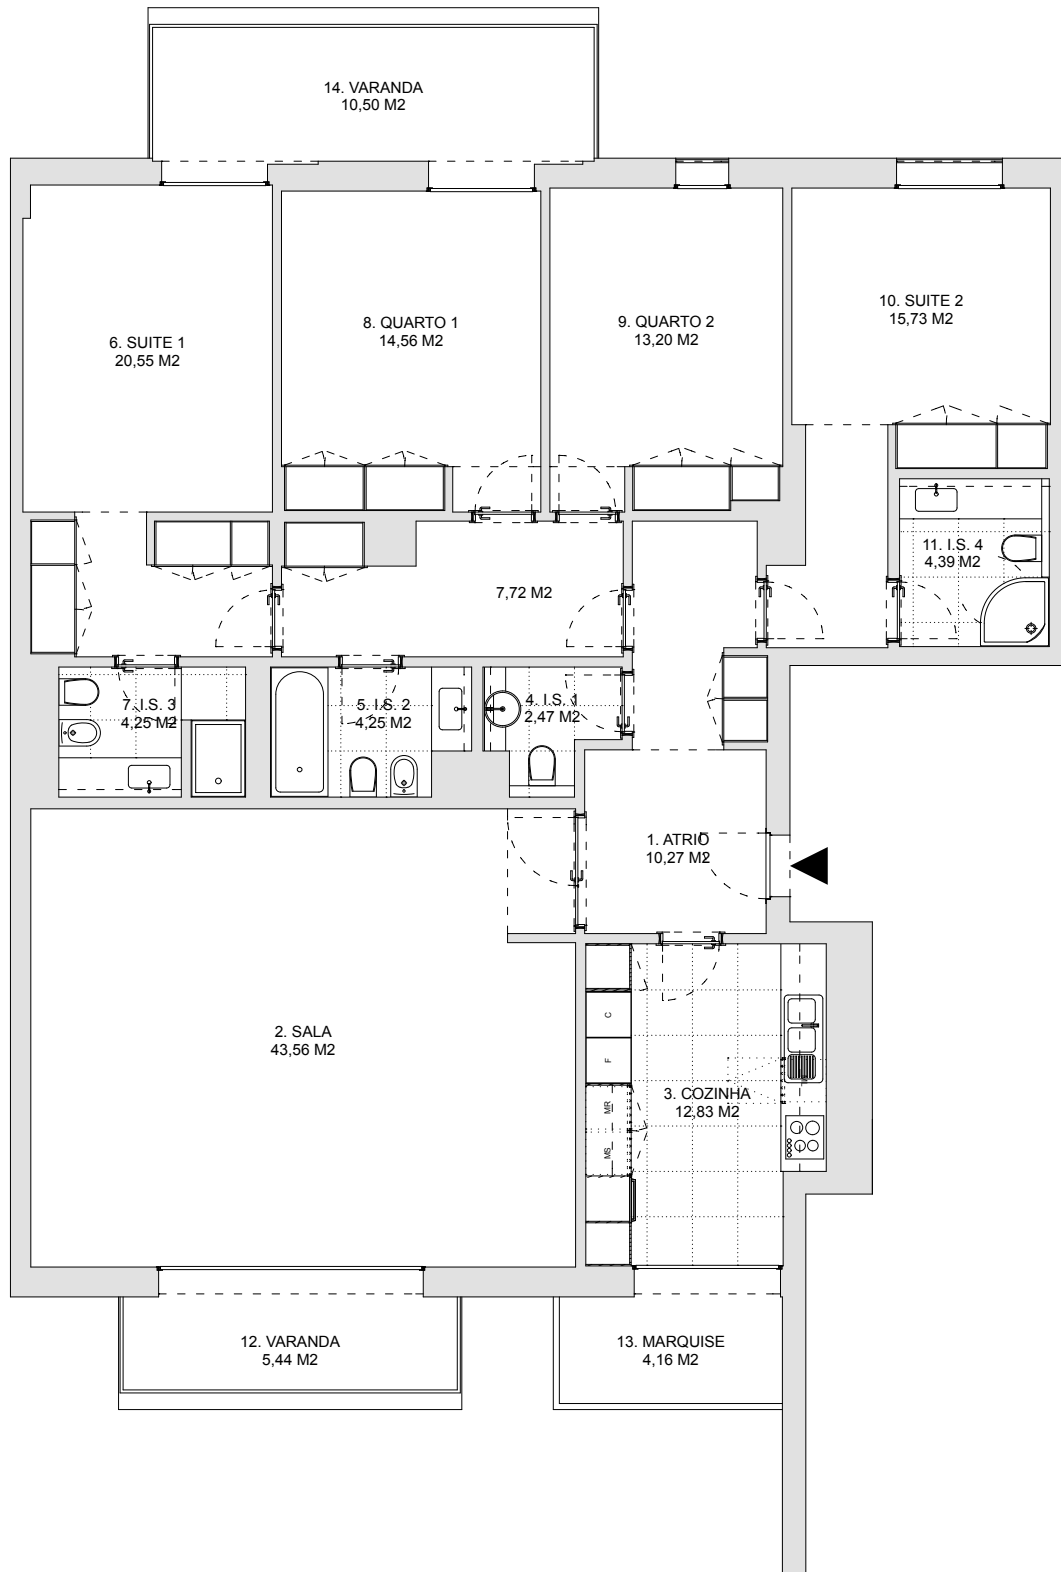 14. VARANDA
10,50 M2
6. SUITE 1
20,55 M2
8. QUARTO 1
14,56 M2
9. QUARTO 2
13,20 M2
10. SUITE 2
15,73 M2
11. I.S. 4
4,39 M2
7,72 M2
7. I.S. 3
4,25 M2
5. I.S. 2
4,25 M2
4. I.S. 1
2,47 M2
1. ATRIO
10,27 M2
2. SALA
43,56 M2
C
F
MR
MS
3. COZINHA
12,83 M2
12. VARANDA
5,44 M2
13. MARQUISE
4,16 M2